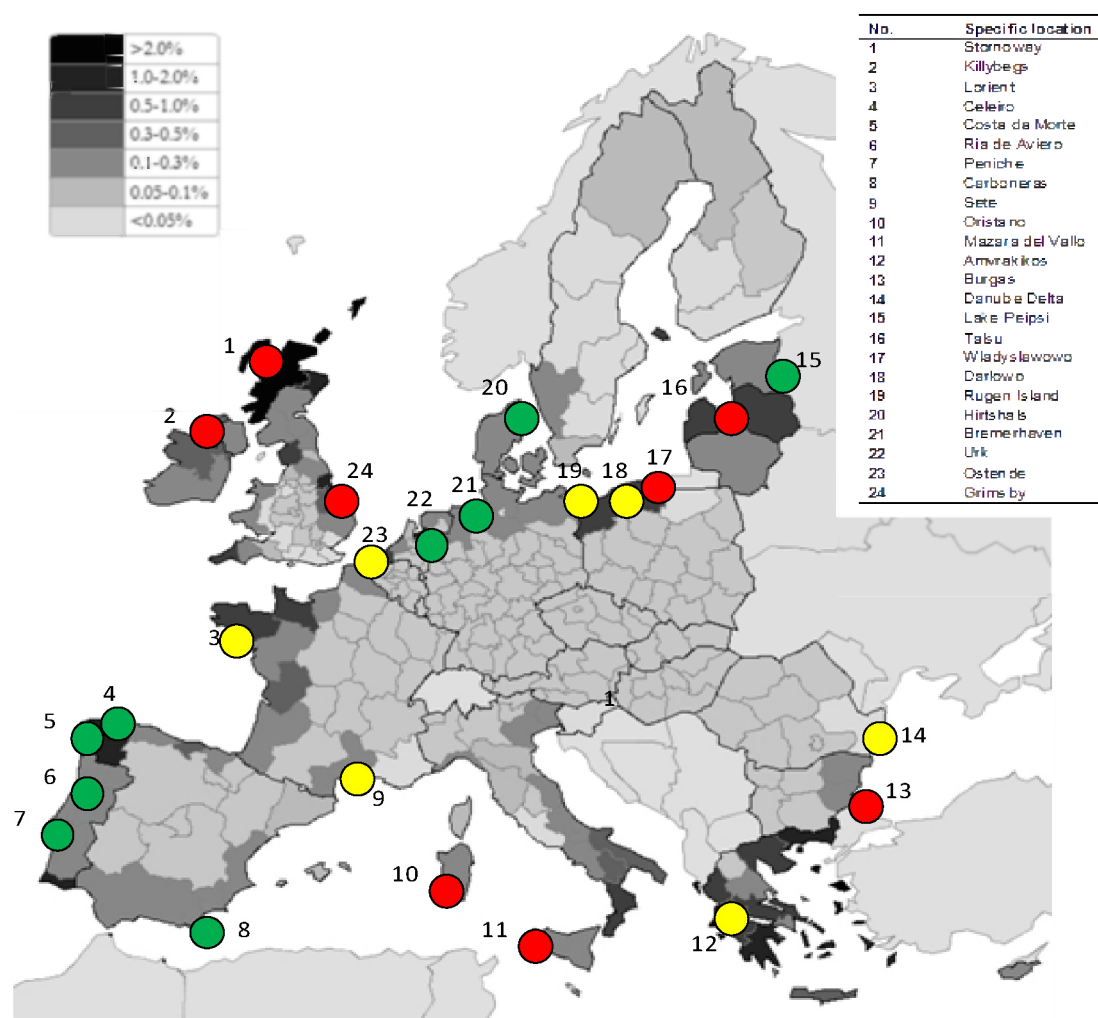 No. Specific location
1 Stornoway
2 Killybegs
3 Lorient
4 Celeiro
5 Costa da Morte
6 Ria de Aviero
7 Peniche
8 Carboneras
9 Sete
10 Oristano
11 Mazara del Vallo
12 Amvrakikos
13 Burgas
14 Danube Delta
15 Lake Peipsi
16 Talsu
17 Wladyslawowo
18 Darlowo
19 Rugen Island
20 Hirtshals
21 Bremerhaven
22 Urk
23 Ostende
24 Grimsby
>2.0%
1.0-2.0%
0.5-1.0%
0.3-0.5%
0.1-0.3%
0.05-0.1%
<0.05%
1
15
20
16
2
24
19
18
17
21
22
23
3
1
4
5
14
6
9
13
7
10
8
11
12